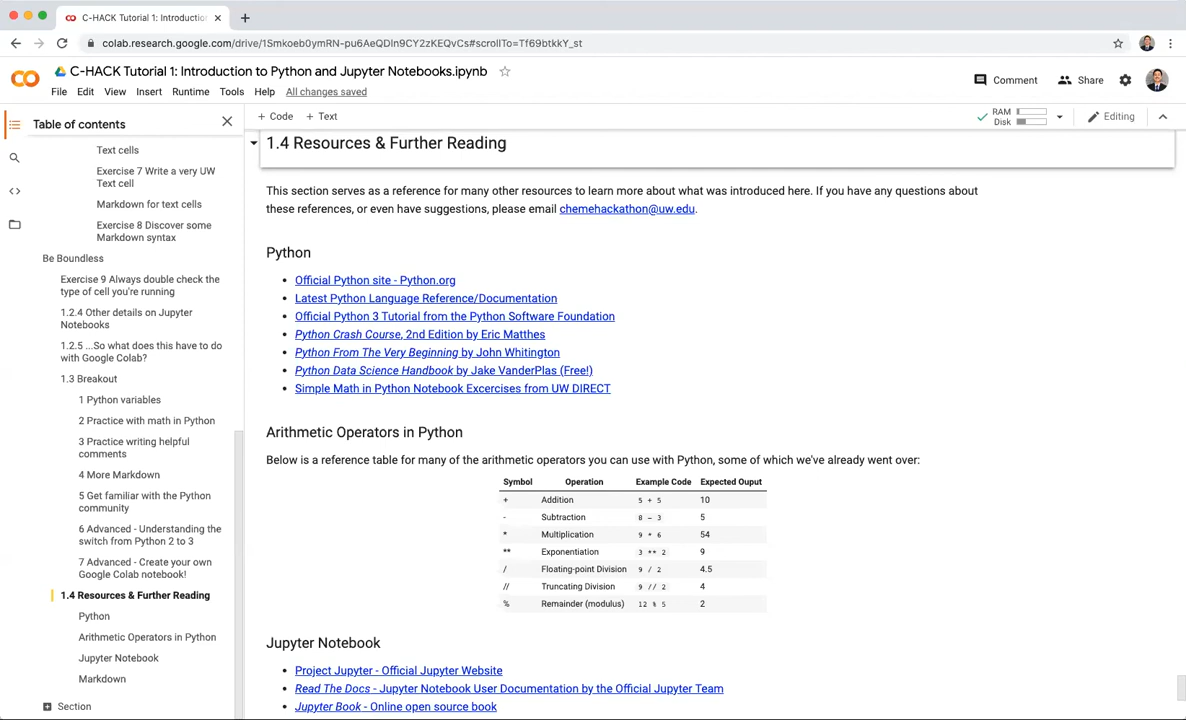 C-HACK Tutorial 1: Introductio
colab.research.google.com/drive/1Smkoeb0ymRN-pu6AeQDln9CY2zKEQvCs#scrollTo=Tf69btkkY_st
C-HACK Tutorial 1: Introduction to Python and Jupyter Notebooks.ipynb
Comment
Share
File Edit View Insert Runtime Tools Help All changes saved
Table of contents
+ Code + Text
RAM
Disk
Editing
Text cells
Exercise 7 Write a very UW
Text cell
Markdown for text cells
Exercise 8 Discover some
Markdown syntax
Be Boundless
Exercise 9 Always double check the
type of cell you're running
1.2.4 Other details on Jupyter
Notebooks
1.2.5 ...So what does this have to do
with Google Colab?
1.3 Breakout
1 Python variables
2 Practice with math in Python
3 Practice writing helpful
comments
4 More Markdown
5 Get familiar with the Python
community
6 Advanced - Understanding the
switch from Python 2 to 3
7 Advanced - Create your own
Google Colab notebook!
1.4 Resources & Further Reading
Python
Arithmetic Operators in Python
Jupyter Notebook
Markdown
Section
1.4 Resources & Further Reading
This section serves as a reference for many other resources to learn more about what was introduced here. If you have any questions about
these references, or even have suggestions, please email chemehackathon@uw.edu.
Python
• Official Python site - Python.org
• Latest Python Language Reference/Documentation
• Official Python 3 Tutorial from the Python Software Foundation
• Python Crash Course, 2nd Edition by Eric Matthes
• Python From The Very Beginning by John Whitington
• Python Data Science Handbook by Jake VanderPlas (Free!)
• Simple Math in Python Notebook Excercises from UW DIRECT
Arithmetic Operators in Python
Below is a reference table for many of the arithmetic operators you can use with Python, some of which we've already went over:
Symbol Operation Example Code Expected Ouput
+ Addition 5 + 5 10
- Subtraction 8 - 3 5
* Multiplication 9 * 6 54
** Exponentiation 3 ** 2 9
/ Floating-point Division 9 / 2 4.5
// Truncating Division 9 // 2 4
% Remainder (modulus) 12 % 5 2
Jupyter Notebook
• Project Jupyter - Official Jupyter Website
• Read The Docs - Jupyter Notebook User Documentation by the Official Jupyter Team
• Jupyter Book - Online open source book